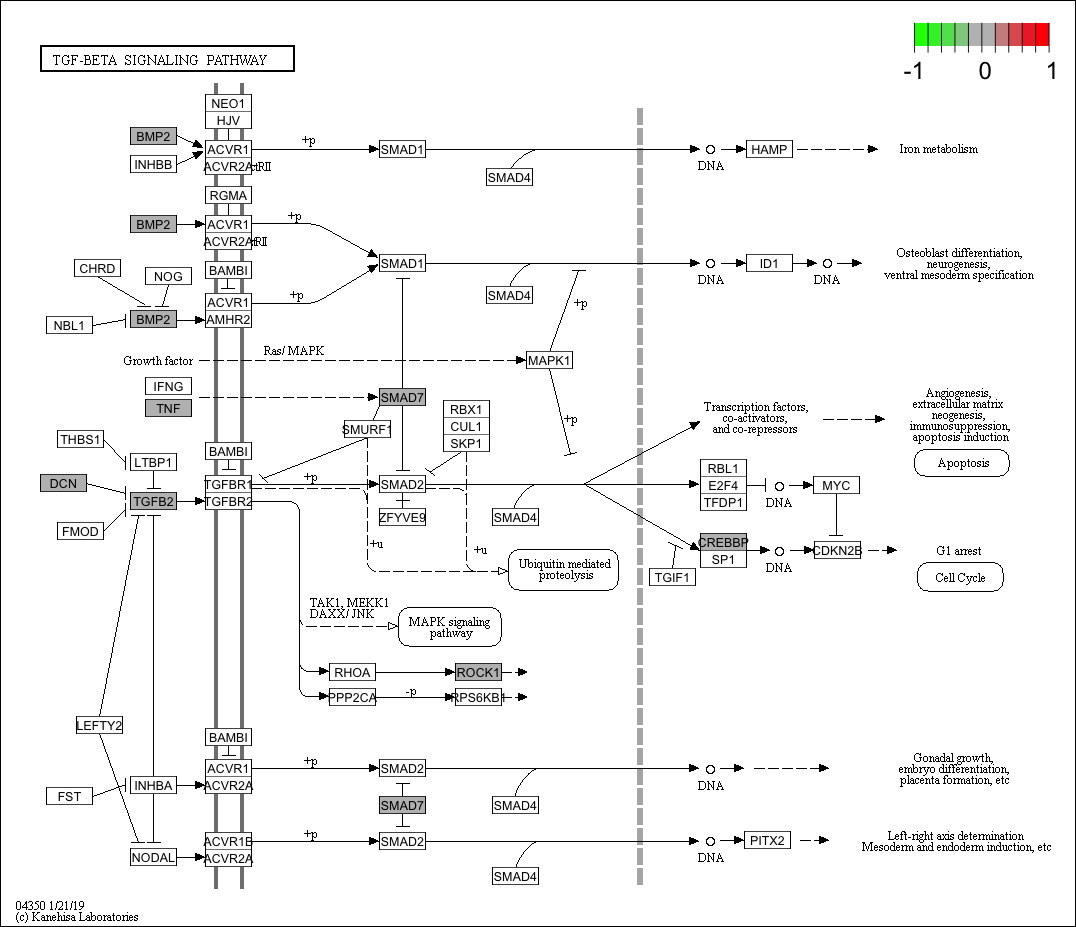 TGF-BETA SIGNALING PATHWAY
-1 0 1
NEO1
HJV
BMP2
INHBB
ACVR1
ACVR2A
RII
+p
SMAD1
SMAD4
DNA
HAMP
Iron metabolism
RGMA
BMP2
ACVR1
ACVR2A
RII
+p
SMAD1
SMAD4
DNA
ID1
DNA
Osteoblast differentiation,
neurogenesis,
ventral mesoderm specification
CHRD
NOG
NBL1
BMP2
BAMBI
ACVR1
AMHR2
+p
+p
Growth factor
Ras/ MAPK
MAPK1
+p
IFNG
TNF
SMAD7
SMURF1
RBX1
CUL1
SKP1
Transcription factors,
co-activators,
and co-repressors
Angiogenesis,
extracellular matrix
neogenesis,
immunosuppression,
apoptosis induction
Apoptosis
THBS1
LTBP1
DCN
TGFB2
FMOD
BAMBI
TGFBR1
TGFBR2
+p
SMAD2
ZFYVE9
SMAD4
RBL1
E2F4
TFDP1
DNA
MYC
CREBBP
SP1
TGIF1
DNA
CDKN2B
G1 arrest
Cell Cycle
+u
+u
Ubiquitin mediated
proteolysis
TAK1, MEKK1
DAXX/ JNK
MAPK signaling
pathway
RHOA
ROCK1
PPP2CA
-p
RPS6KB1
LEFTY2
FST
INHBA
BAMBI
ACVR1
ACVR2A
+p
SMAD2
SMAD7
SMAD4
DNA
Gonadal growth,
embryo differentiation,
placenta formation, etc
NODAL
ACVR1B
ACVR2A
+p
SMAD2
SMAD4
DNA
PITX2
Left-right axis determination
Mesoderm and endoderm induction, etc
04350 1/21/19
(c) Kanehisa Laboratories